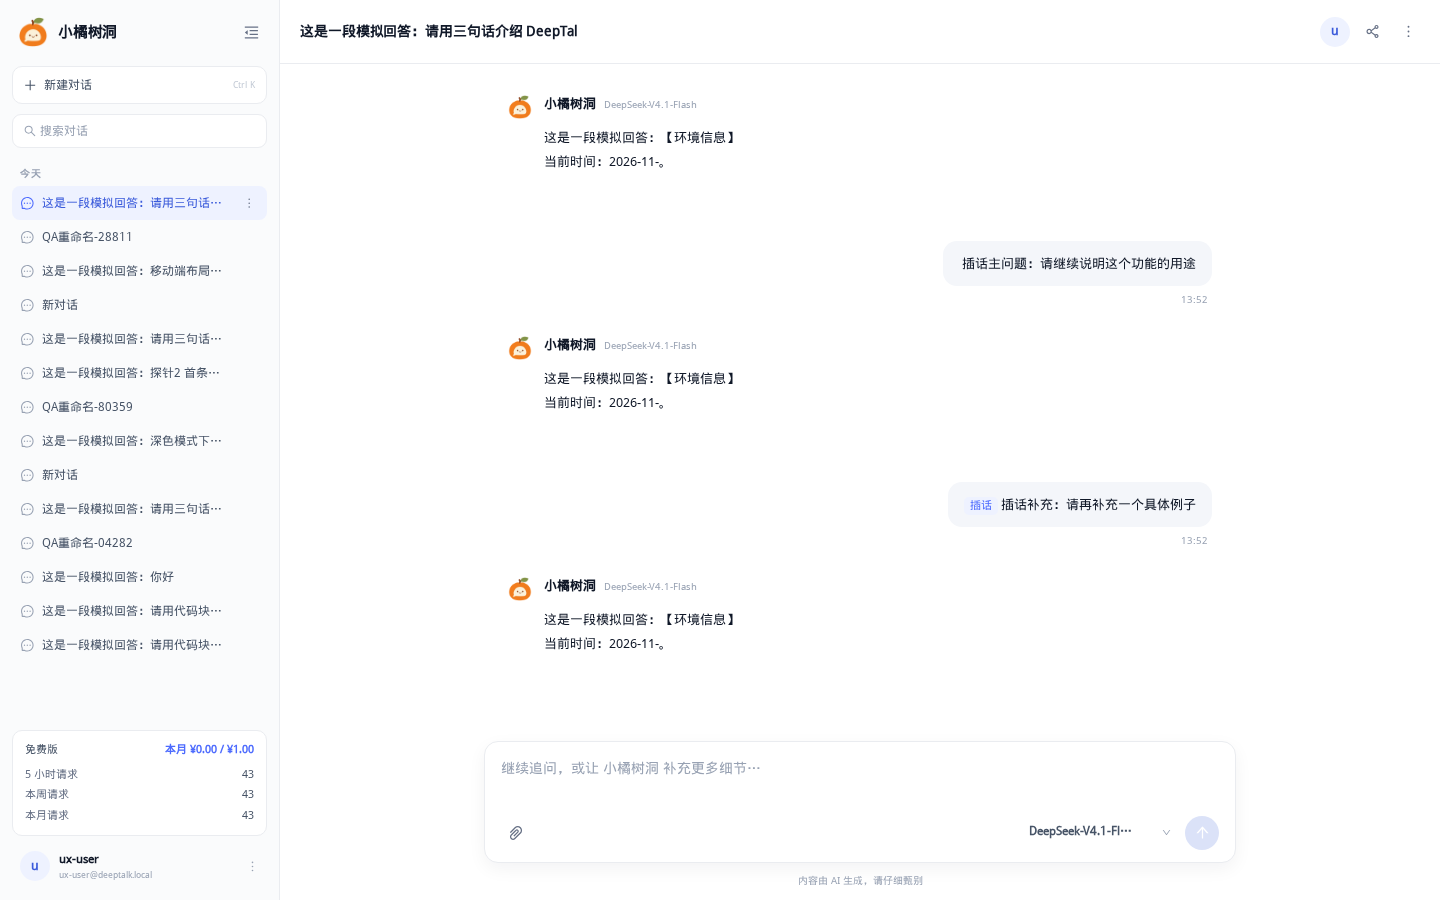 小橘树洞
新建对话
Ctrl K
搜索对话
今天
这是一段模拟回答：请用三句话…
QA重命名-28811
这是一段模拟回答：移动端布局…
新对话
这是一段模拟回答：请用三句话…
这是一段模拟回答：探针2 首条…
QA重命名-80359
这是一段模拟回答：深色模式下…
新对话
这是一段模拟回答：请用三句话…
QA重命名-04282
这是一段模拟回答：你好
这是一段模拟回答：请用代码块…
这是一段模拟回答：请用代码块…
免费版 本月 ¥0.00 / ¥1.00
5 小时请求 43
本周请求 43
本月请求 43
u
ux-user
ux-user@deeptalk.local
这是一段模拟回答：请用三句话介绍 DeepTal
u
小橘树洞 DeepSeek-V4.1-Flash
这是一段模拟回答：【环境信息】
当前时间：2026-11-。
插话主问题：请继续说明这个功能的用途
13:52
小橘树洞 DeepSeek-V4.1-Flash
这是一段模拟回答：【环境信息】
当前时间：2026-11-。
插话 插话补充：请再补充一个具体例子
13:52
小橘树洞 DeepSeek-V4.1-Flash
这是一段模拟回答：【环境信息】
当前时间：2026-11-。
继续追问，或让 小橘树洞 补充更多细节…
DeepSeek-V4.1-Fl…
内容由 AI 生成，请仔细甄别